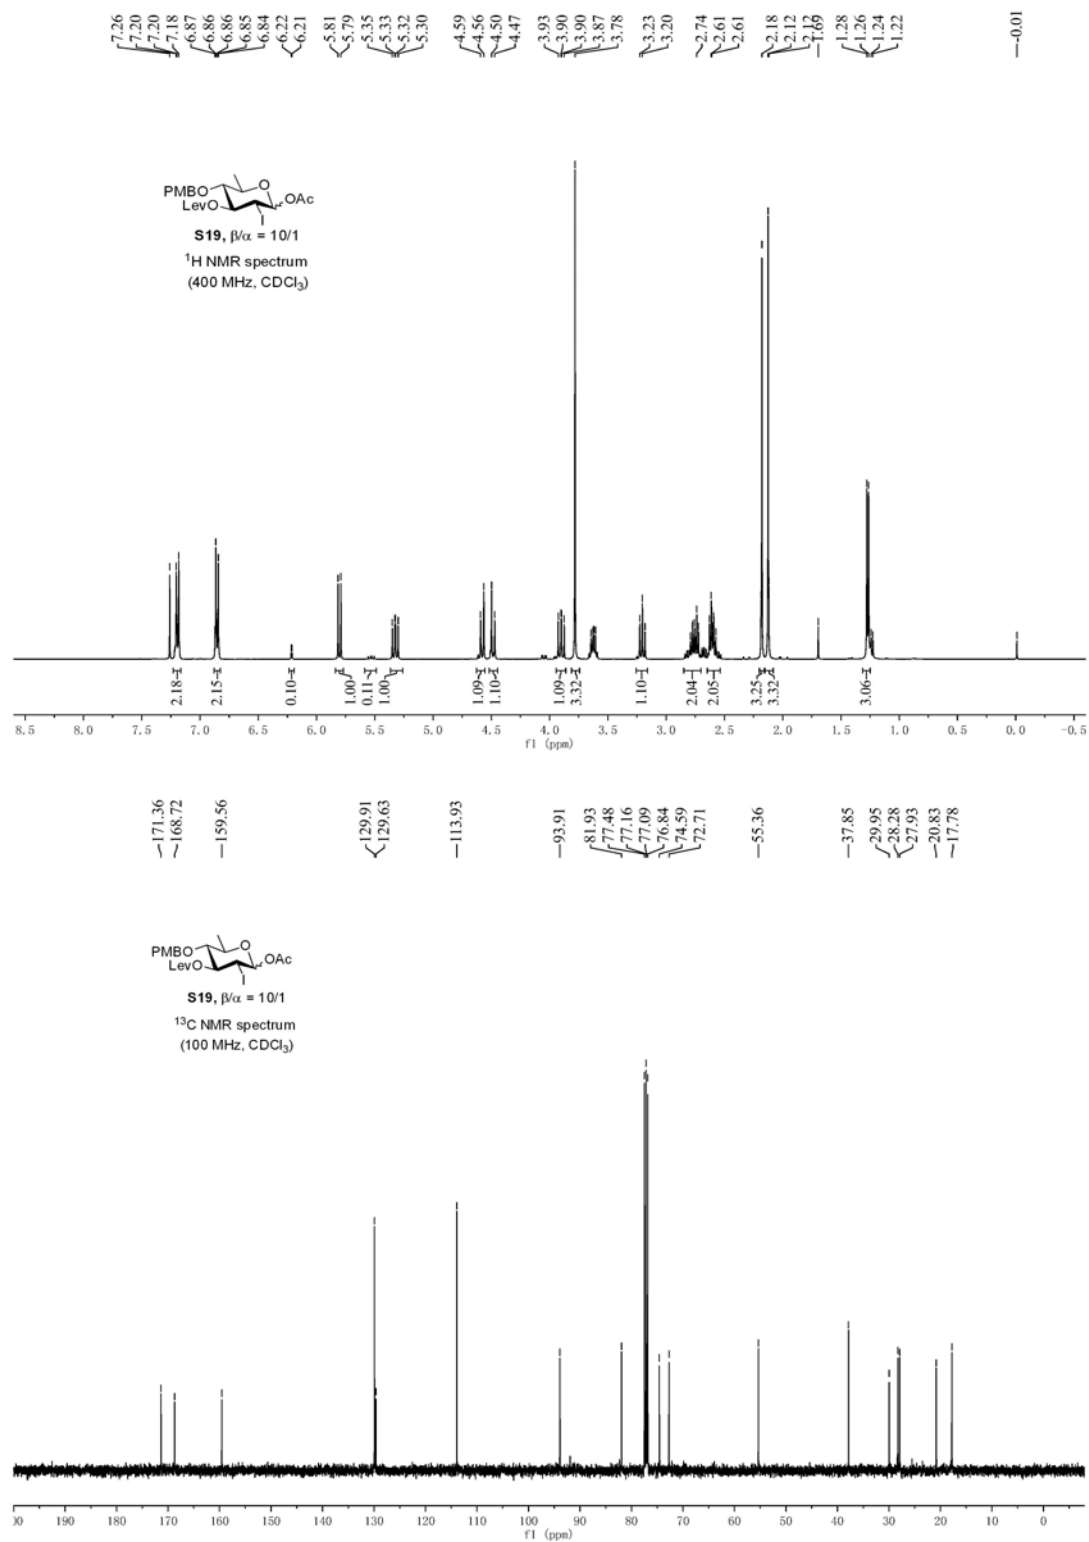 7.26 7.20 7.20 7.18 6.87 6.86 6.86 6.85 6.84 6.22 6.21 5.81 5.79 5.35 5.33 5.32 5.30 4.59 4.56 4.50 4.47 3.93 3.90 3.90 3.87 3.78 3.23 3.20 2.74 2.61 2.61 2.18 2.12 2.12 1.69 1.28 1.26 1.24 1.22 -0.01
PMBO O
LevO OAc
I
S19, β/α = 10/1
¹H NMR spectrum
(400 MHz, CDCl₃)
2.18 2.15 0.10 1.00 0.11 1.00 1.09 1.10 1.09 3.32 1.10 2.04 2.05 3.25 3.32 3.06
8.5 8.0 7.5 7.0 6.5 6.0 5.5 5.0 4.5 4.0 3.5 3.0 2.5 2.0 1.5 1.0 0.5 0.0 -0.5
f1 (ppm)
171.36 168.72 159.56 129.91 129.63 113.93 93.91 81.93 77.48 77.16 77.09 76.84 74.59 72.71 55.36 37.85 29.95 28.28 27.93 20.83 17.78
PMBO O
LevO OAc
I
S19, β/α = 10/1
¹³C NMR spectrum
(100 MHz, CDCl₃)
190 180 170 160 150 140 130 120 110 100 90 80 70 60 50 40 30 20 10 0
f1 (ppm)